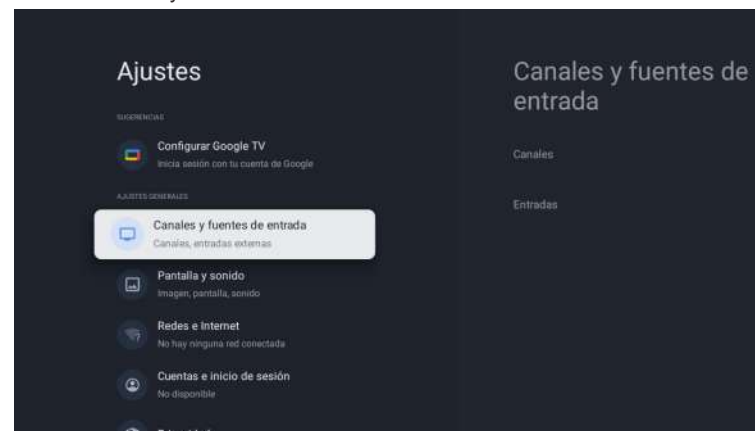 Ajustes
SUGERENCIAS
Configurar Google TV
Inicia sesión con tu cuenta de Google
AJUSTES GENERALES
Canales y fuentes de entrada
Canales, entradas externas
Pantalla y sonido
Imagen, pantalla, sonido
Redes e Internet
No hay ninguna red conectada
Cuentas e inicio de sesión
No disponible
Canales y fuentes de
entrada
Canales
Entradas